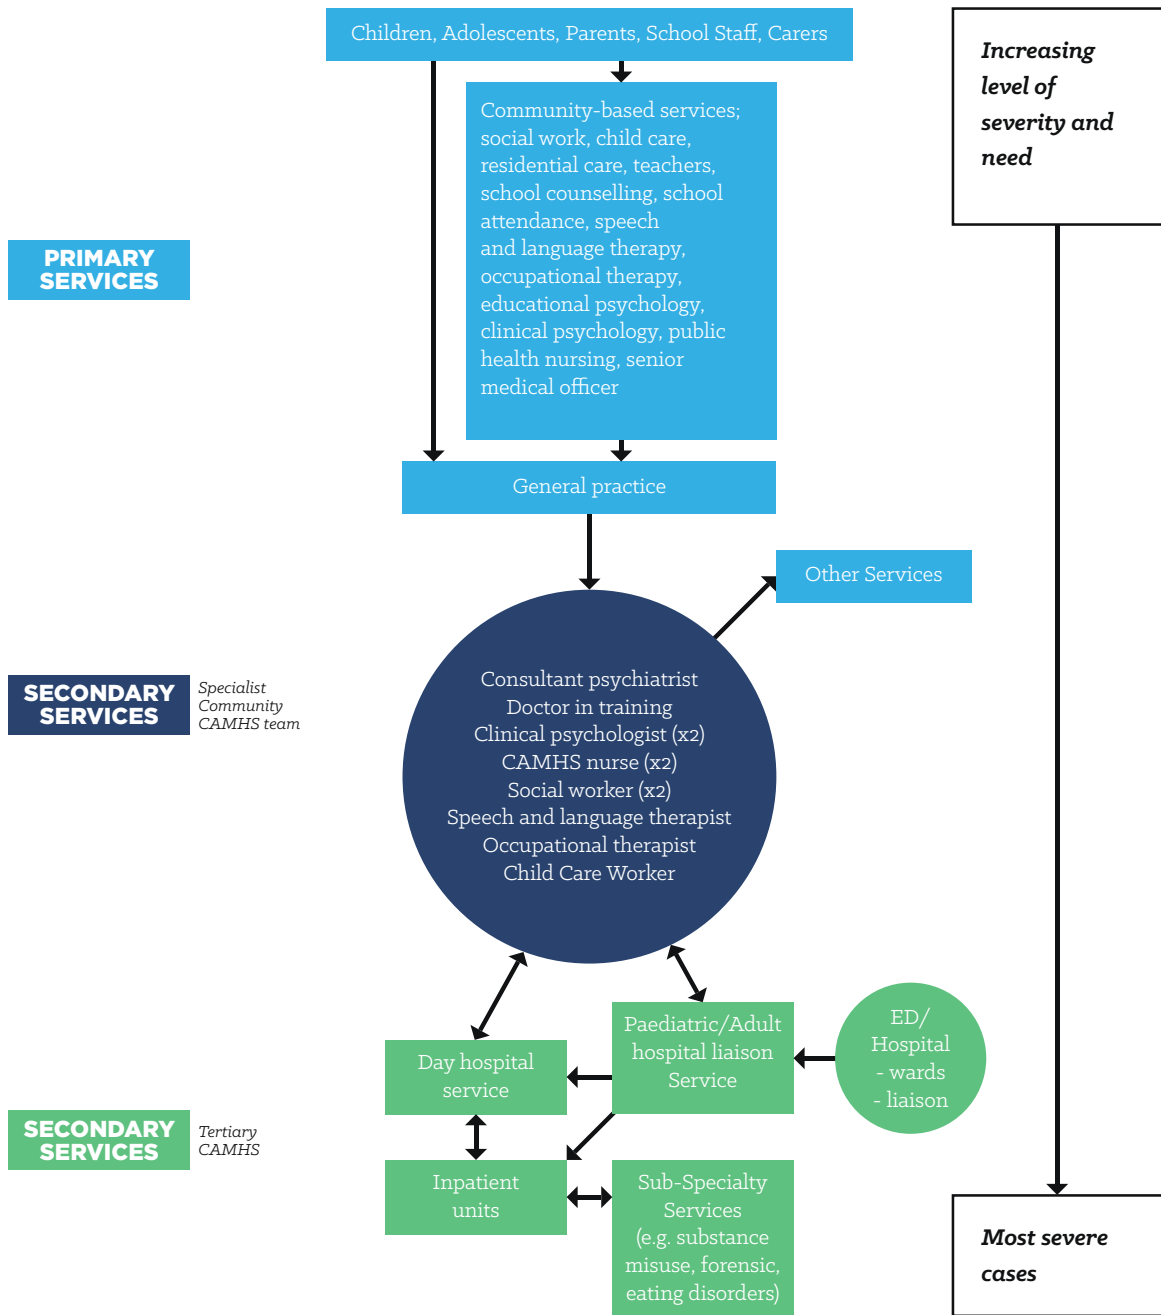 Children, Adolescents, Parents, School Staff, Carers
Increasing
level of
severity and
need
Community-based services;
social work, child care,
residential care, teachers,
school counselling, school
attendance, speech
and language therapy,
occupational therapy,
educational psychology,
clinical psychology, public
health nursing, senior
medical officer
PRIMARY
SERVICES
General practice
Other Services
SECONDARY
SERVICES
Specialist
Community
CAMHS team
Consultant psychiatrist
Doctor in training
Clinical psychologist (x2)
CAMHS nurse (x2)
Social worker (x2)
Speech and language therapist
Occupational therapist
Child Care Worker
Day hospital
service
Paediatric/Adult
hospital liaison
Service
ED/
Hospital
- wards
- liaison
SECONDARY
SERVICES
Tertiary
CAMHS
Inpatient
units
Sub-Specialty
Services
(e.g. substance
misuse, forensic,
eating disorders)
Most severe
cases